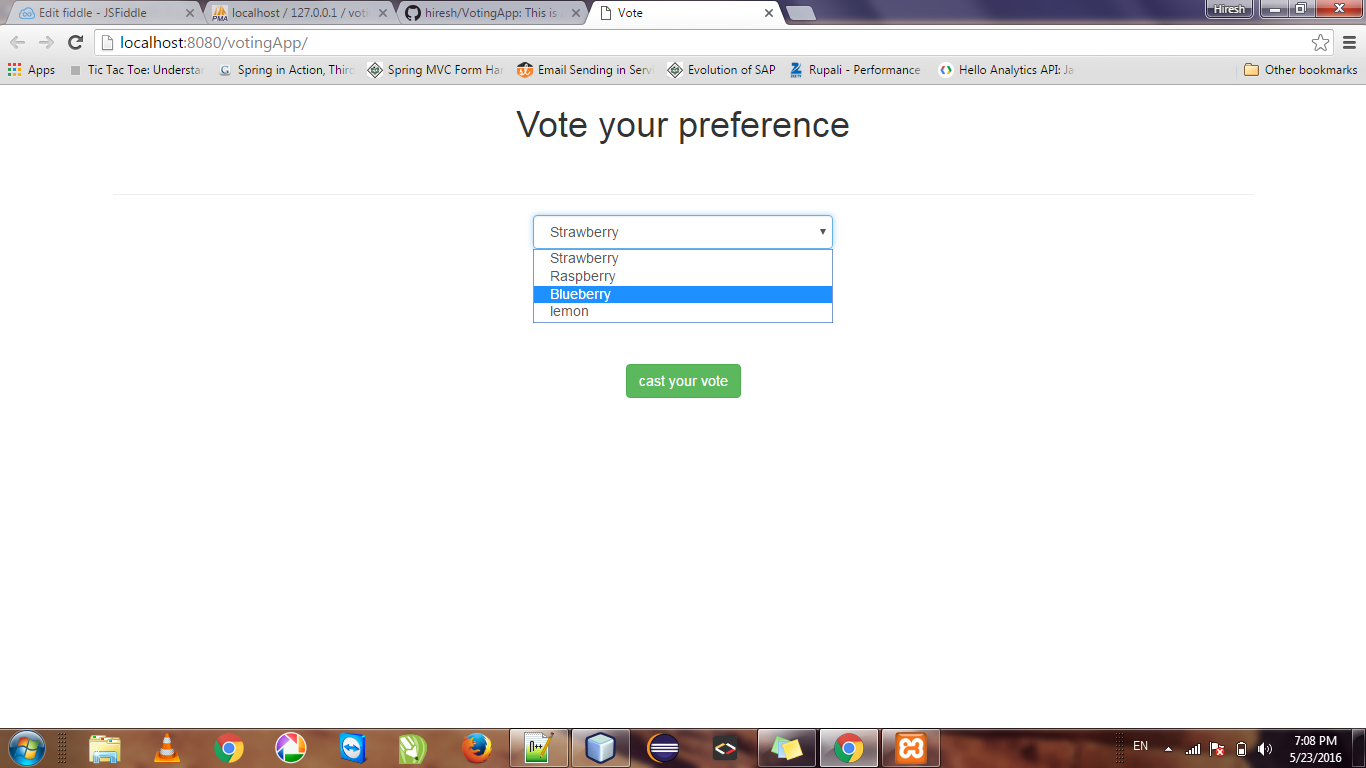 Edit fiddle - JSFiddle
localhost / 127.0.0.1 / voti
hiresh/VotingApp: This is
Vote
Hiresh
localhost:8080/votingApp/
Apps
Tic Tac Toe: Understa
Spring in Action, Thir
Spring MVC Form Ha
Email Sending in Serv
Evolution of SAP
Rupali - Performance
Hello Analytics API: Ja
Other bookmarks
Vote your preference
Strawberry
Strawberry
Raspberry
Blueberry
lemon
cast your vote
EN
7:08 PM
5/23/2016